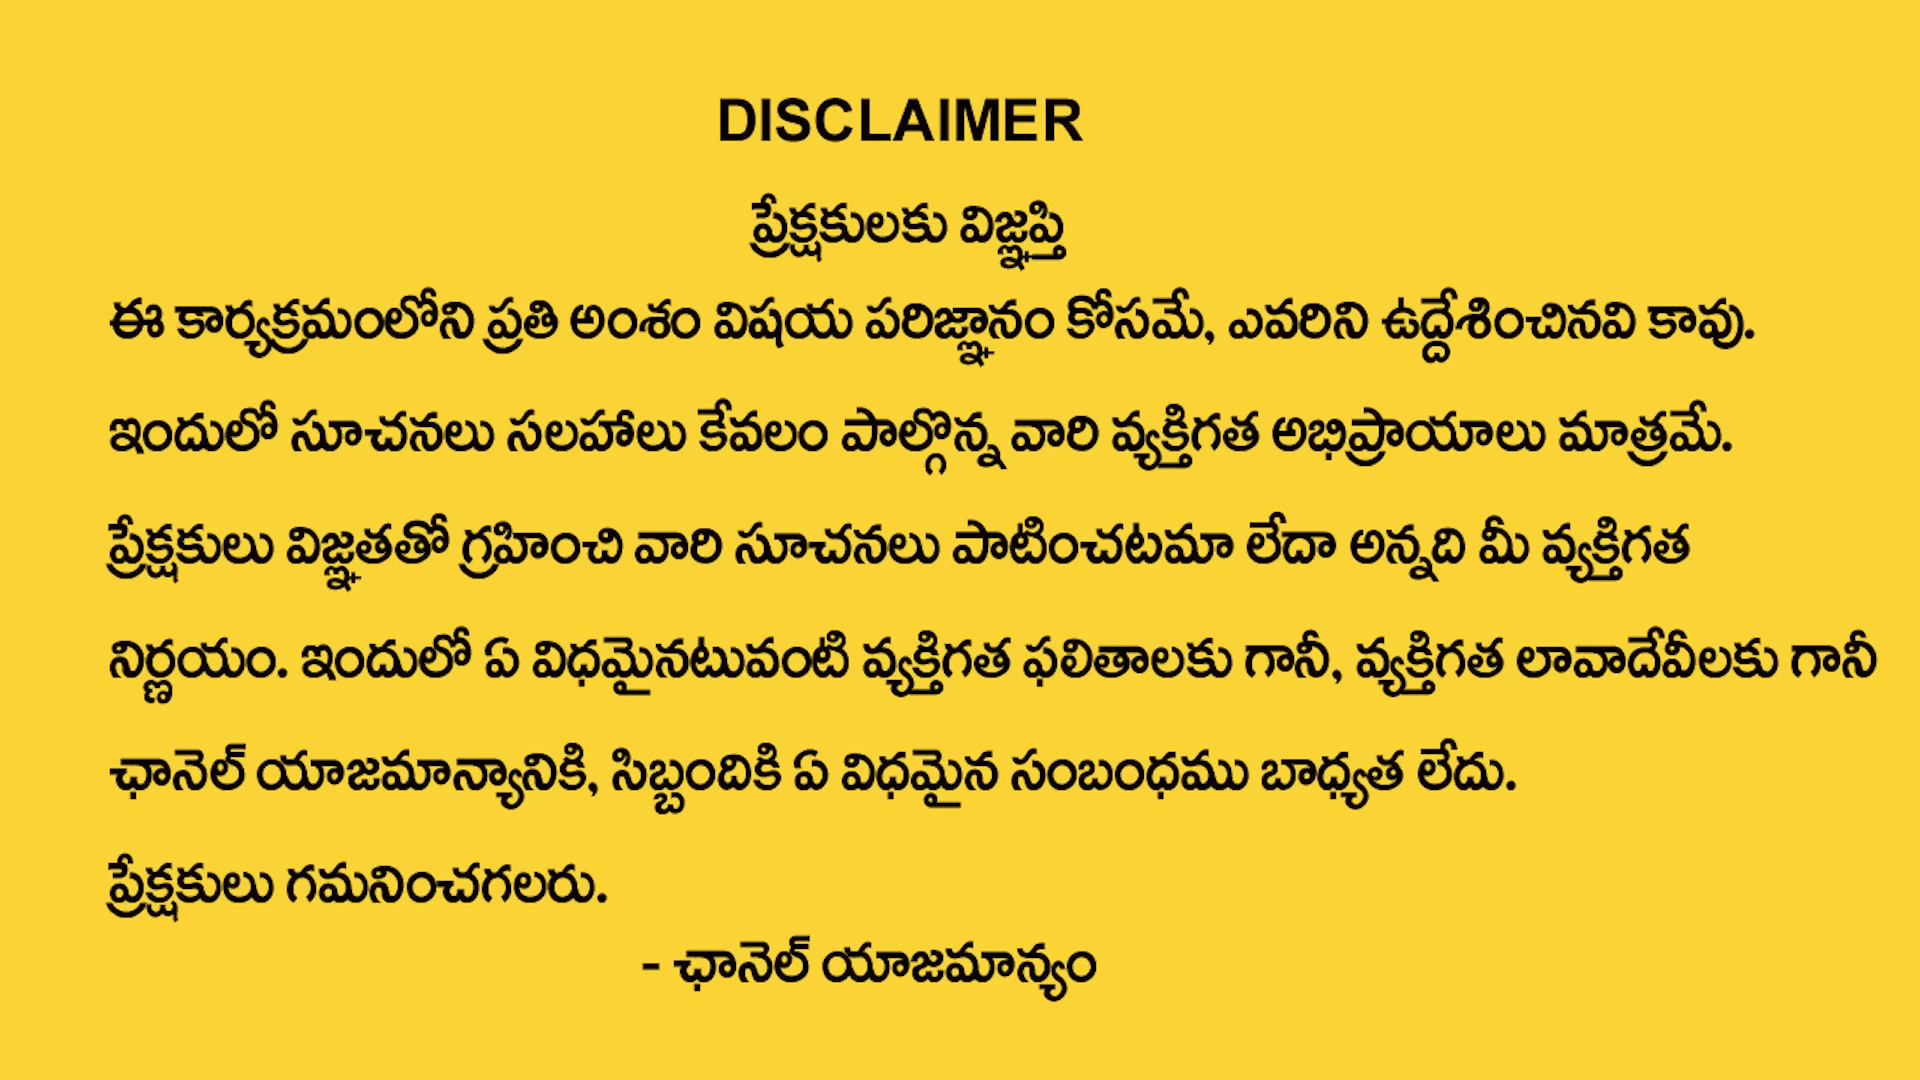 DISCLAIMER
ప్రేక్షకులకు విజ్ఞప్తి
ఈ కార్యక్రమంలోని ప్రతి అంశం విషయ పరిజ్ఞానం కోసమే, ఎవరిని ఉద్దేశించినవి కావు.
ఇందులో సూచనలు సలహాలు కేవలం పాల్గొన్న వారి వ్యక్తిగత అభిప్రాయాలు మాత్రమే.
ప్రేక్షకులు విజ్ఞతతో గ్రహించి వారి సూచనలు పాటించటమా లేదా అన్నది మీ వ్యక్తిగత
నిర్ణయం. ఇందులో ఏ విధమైనటువంటి వ్యక్తిగత ఫలితాలకు గానీ, వ్యక్తిగత లావాదేవీలకు గానీ
ఛానెల్ యాజమాన్యానికి, సిబ్బందికి ఏ విధమైన సంబంధము బాధ్యత లేదు.
ప్రేక్షకులు గమనించగలరు.
- ఛానెల్ యాజమాన్యం